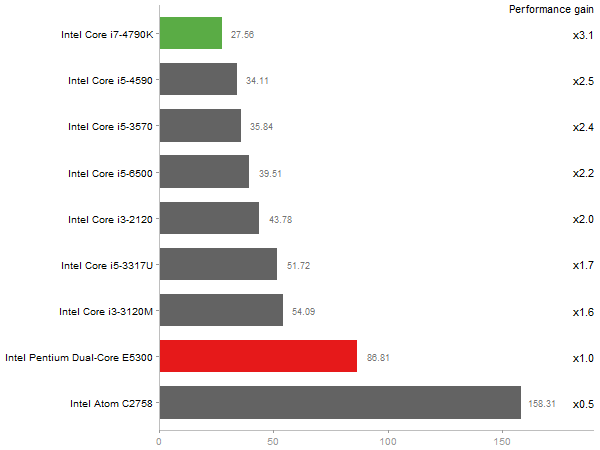 Performance gain
Intel Core i7-4790K 27.56 x3.1
Intel Core i5-4590 34.11 x2.5
Intel Core i5-3570 35.84 x2.4
Intel Core i5-6500 39.51 x2.2
Intel Core i3-2120 43.78 x2.0
Intel Core i5-3317U 51.72 x1.7
Intel Core i3-3120M 54.09 x1.6
Intel Pentium Dual-Core E5300 86.81 x1.0
Intel Atom C2758 158.31 x0.5
0 50 100 150